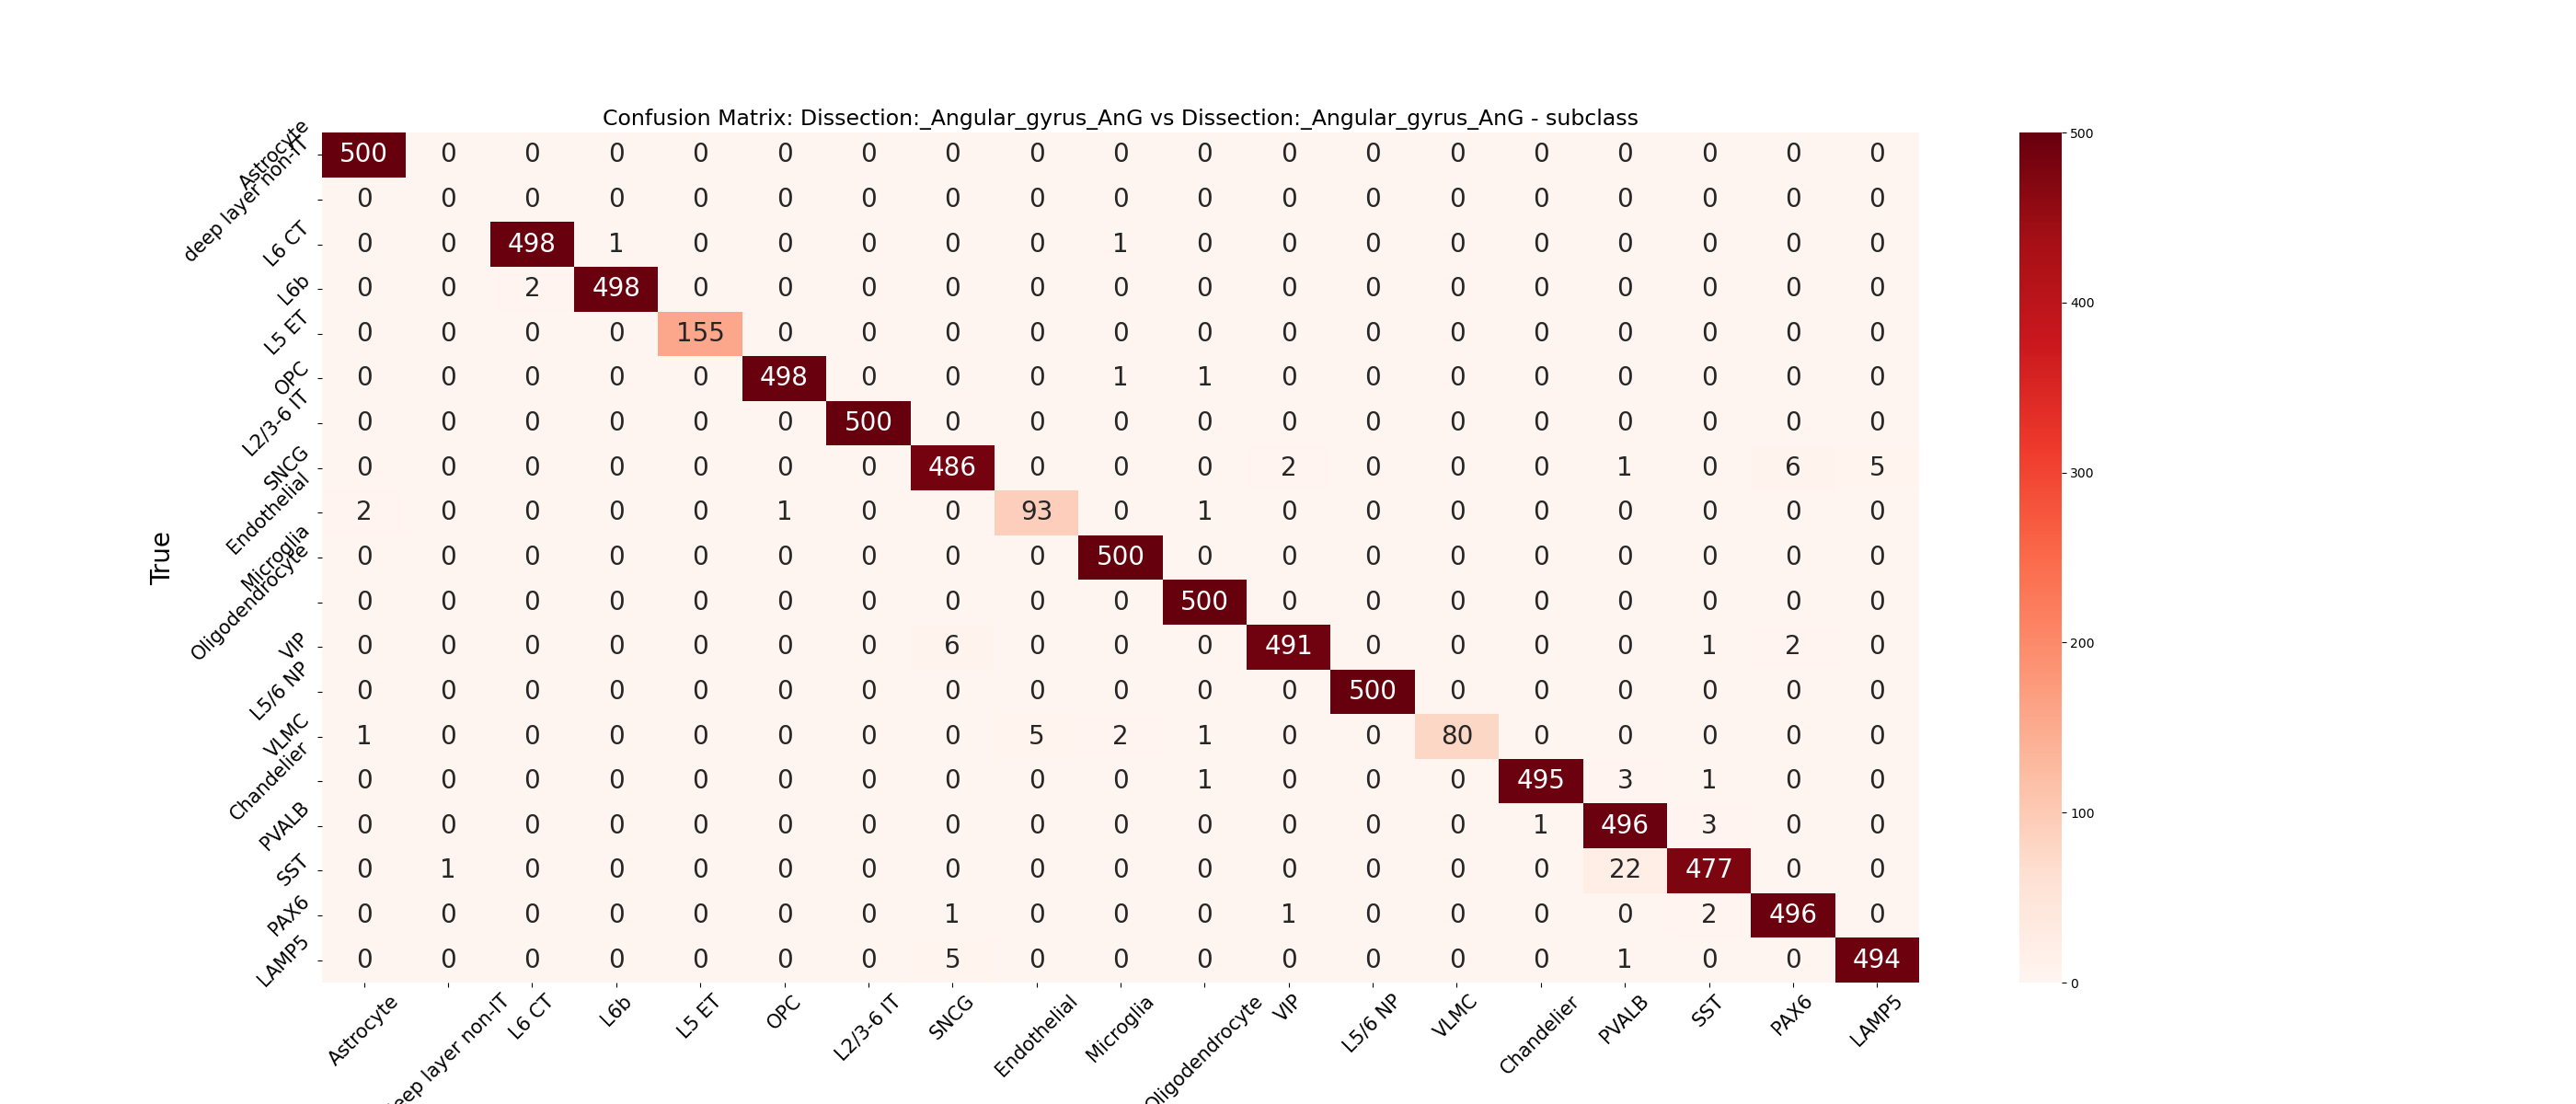 Confusion Matrix: Dissection:_Angular_gyrus_AnG vs Dissection:_Angular_gyrus_AnG - subclass
True
Astrocyte 500 0 0 0 0 0 0 0 0 0 0 0 0 0 0 0 0 0 0
deep layer non-IT 0 0 0 0 0 0 0 0 0 0 0 0 0 0 0 0 0 0 0
L6 CT 0 0 498 1 0 0 0 0 0 1 0 0 0 0 0 0 0 0 0
L6b 0 0 2 498 0 0 0 0 0 0 0 0 0 0 0 0 0 0 0
L5 ET 0 0 0 0 155 0 0 0 0 0 0 0 0 0 0 0 0 0 0
OPC 0 0 0 0 0 498 0 0 0 1 1 0 0 0 0 0 0 0 0
L2/3-6 IT 0 0 0 0 0 0 500 0 0 0 0 0 0 0 0 0 0 0 0
SNCG 0 0 0 0 0 0 0 486 0 0 0 2 0 0 0 1 0 6 5
Endothelial 2 0 0 0 0 1 0 0 93 0 1 0 0 0 0 0 0 0 0
Microglia 0 0 0 0 0 0 0 0 0 500 0 0 0 0 0 0 0 0 0
Oligodendrocyte 0 0 0 0 0 0 0 0 0 0 500 0 0 0 0 0 0 0 0
VIP 0 0 0 0 0 0 0 6 0 0 0 491 0 0 0 0 1 2 0
L5/6 NP 0 0 0 0 0 0 0 0 0 0 0 0 500 0 0 0 0 0 0
VLMC 1 0 0 0 0 0 0 0 5 2 1 0 0 80 0 0 0 0 0
Chandelier 0 0 0 0 0 0 0 0 0 0 1 0 0 0 495 3 1 0 0
PVALB 0 0 0 0 0 0 0 0 0 0 0 0 0 0 1 496 3 0 0
SST 0 1 0 0 0 0 0 0 0 0 0 0 0 0 0 22 477 0 0
PAX6 0 0 0 0 0 0 0 1 0 0 0 1 0 0 0 0 2 496 0
LAMP5 0 0 0 0 0 0 0 5 0 0 0 0 0 0 0 1 0 0 494
Astrocyte layer non-IT L6 CT L6b L5 ET OPC L2/3-6 IT SNCG Endothelial Microglia Oligodendrocyte VIP L5/6 NP VLMC Chandelier PVALB SST PAX6 LAMP5
500
400
300
200
100
0